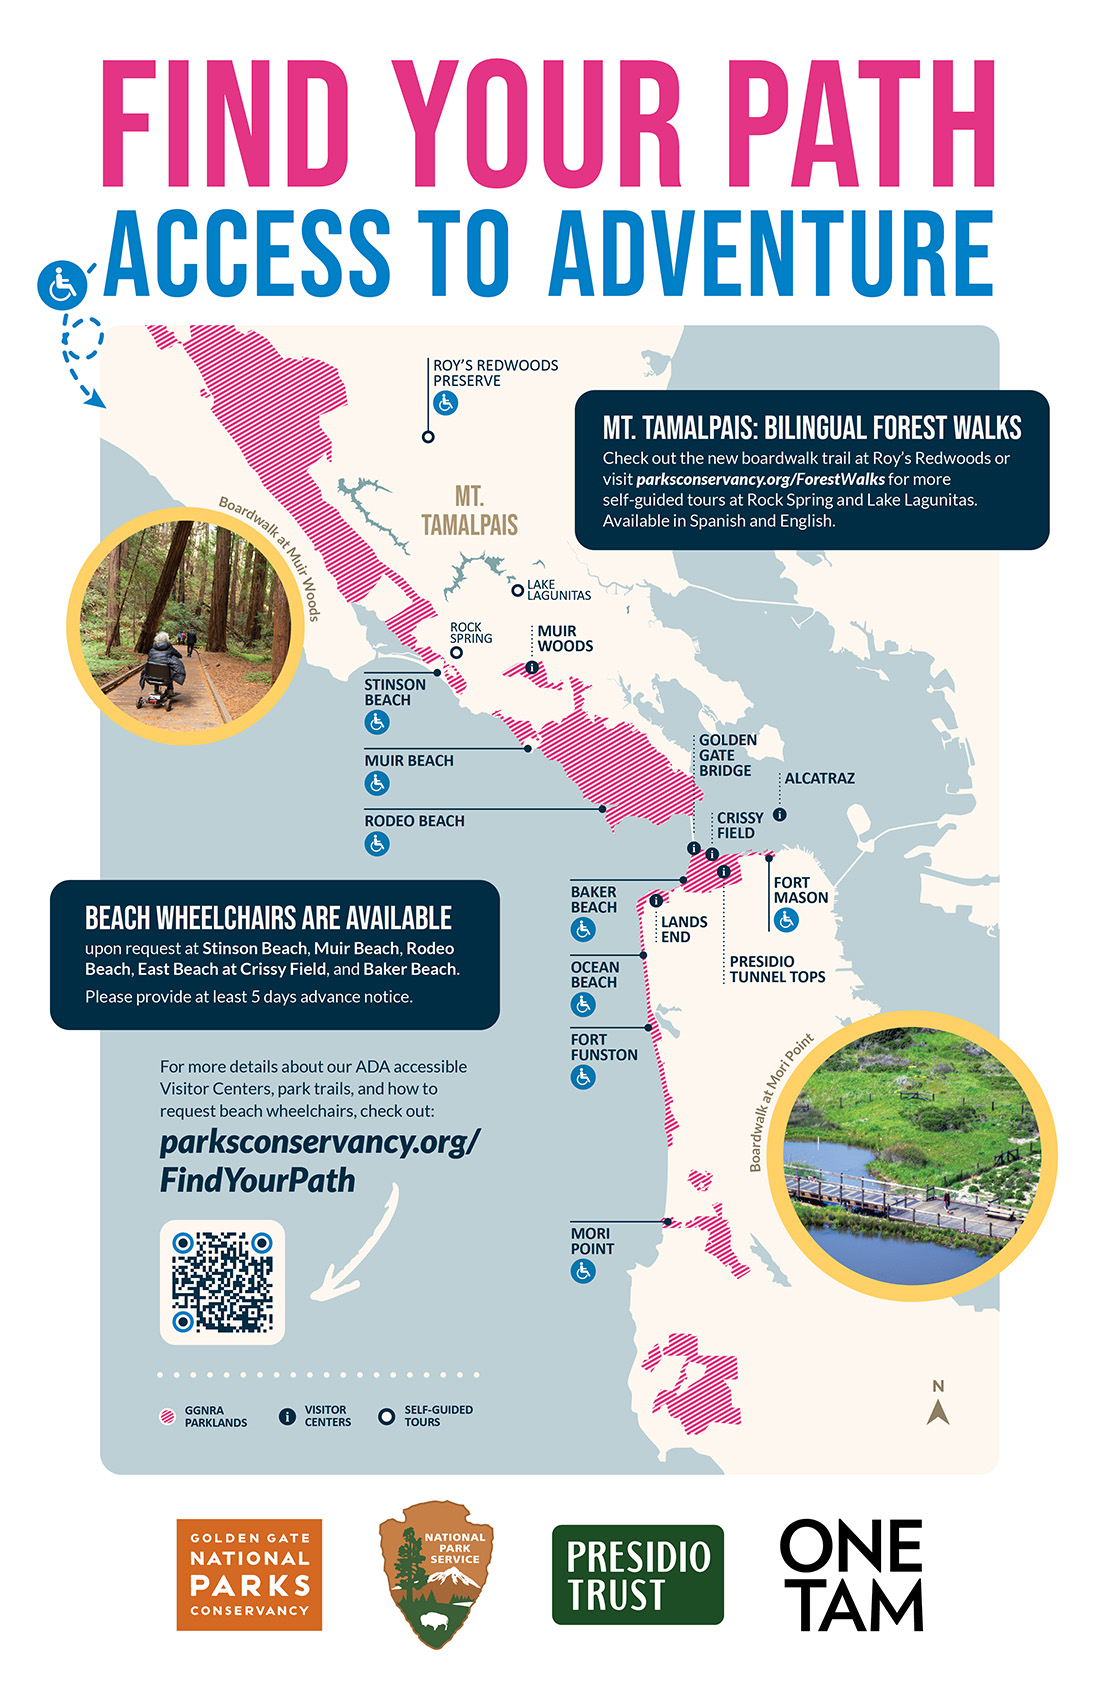 FIND YOUR PATH
ACCESS TO ADVENTURE
ROY'S REDWOODS
PRESERVE
MT. TAMALPAIS: BILINGUAL FOREST WALKS
Check out the new boardwalk trail at Roy's Redwoods or
visit parksconservancy.org/ForestWalks for more
self-guided tours at Rock Spring and Lake Lagunitas.
Available in Spanish and English.
MT.
TAMALPAIS
Boardwalk at Muir Woods
LAKE
LAGUNITAS
ROCK
SPRING
MUIR
WOODS
STINSON
BEACH
MUIR BEACH
RODEO BEACH
GOLDEN
GATE
BRIDGE
ALCATRAZ
CRISSY
FIELD
BAKER
BEACH
FORT
MASON
LANDS
END
PRESIDIO
TUNNEL TOPS
OCEAN
BEACH
FORT
FUNSTON
BEACH WHEELCHAIRS ARE AVAILABLE
upon request at Stinson Beach, Muir Beach, Rodeo
Beach, East Beach at Crissy Field, and Baker Beach.
Please provide at least 5 days advance notice.
For more details about our ADA accessible
Visitor Centers, park trails, and how to
request beach wheelchairs, check out:
parksconservancy.org/
FindYourPath
Boardwalk at Mori Point
MORI
POINT
GGNRA
PARKLANDS
VISITOR
CENTERS
SELF-GUIDED
TOURS
N
GOLDEN GATE
NATIONAL
PARKS
CONSERVANCY
NATIONAL
PARK
SERVICE
PRESIDIO
TRUST
ONE
TAM